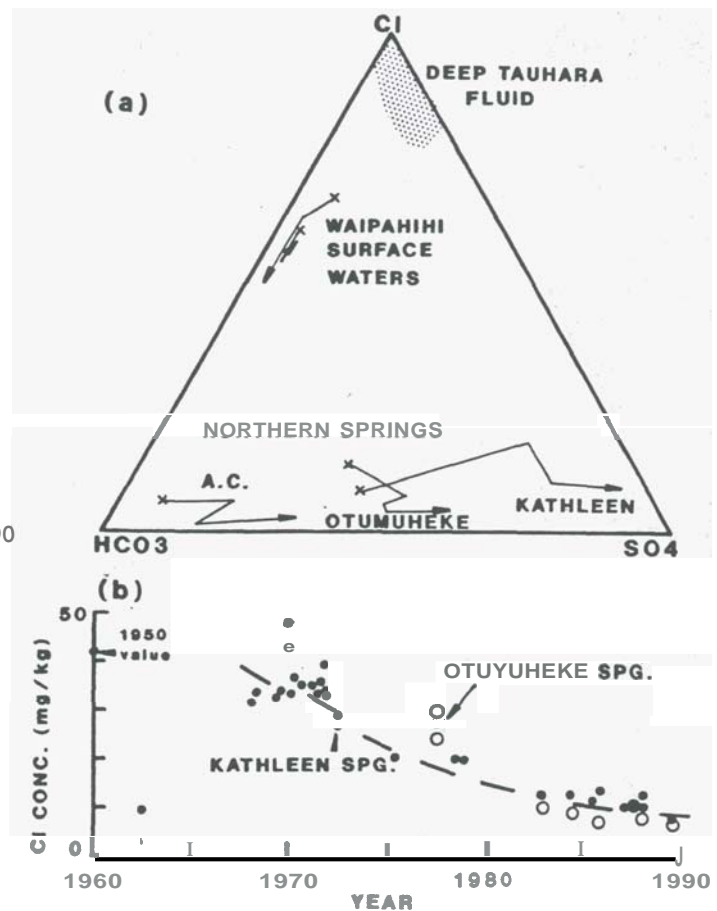 Cl
(a)
DEEP TAUHARA
FLUID
WAIPAHIHI
SURFACE
WATERS
NORTHERN SPRINGS
A.C.
KATHLEEN
OTUMUHEKE
HCO3
SO4
(b)
50
1950
value
OTUYUHEKE SPG.
KATHLEEN SPG.
Cl CONC. (mg/kg)
0
1960
1970
1980
1990
YEAR